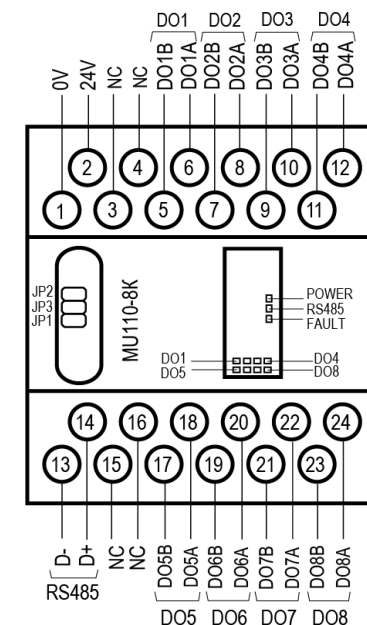 DO1 DO2 DO3 DO4
0V 24V NC NC DO1B DO1A DO2B DO2A DO3B DO3A DO4B DO4A
2 4 6 8 10 12
1 3 5 7 9 11
JP2
JP3
JP1
MU110-8K
POWER
RS485
FAULT
DO1 DO4
DO5 DO8
14 16 18 20 22 24
13 15 17 19 21 23
D- D+ NC NC DO5B DO5A DO6B DO6A DO7B DO7A DO8B DO8A
RS485
DO5 DO6 DO7 DO8